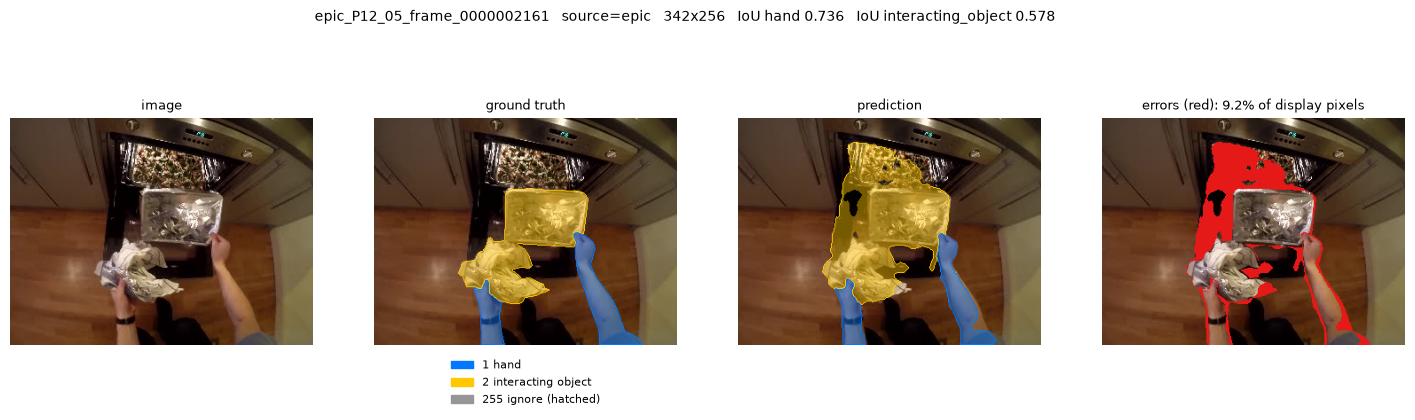 epic_P12_05_frame_0000002161   source=epic   342x256   IoU hand 0.736   IoU interacting_object 0.578
image
ground truth
prediction
errors (red): 9.2% of display pixels
1 hand
2 interacting object
255 ignore (hatched)